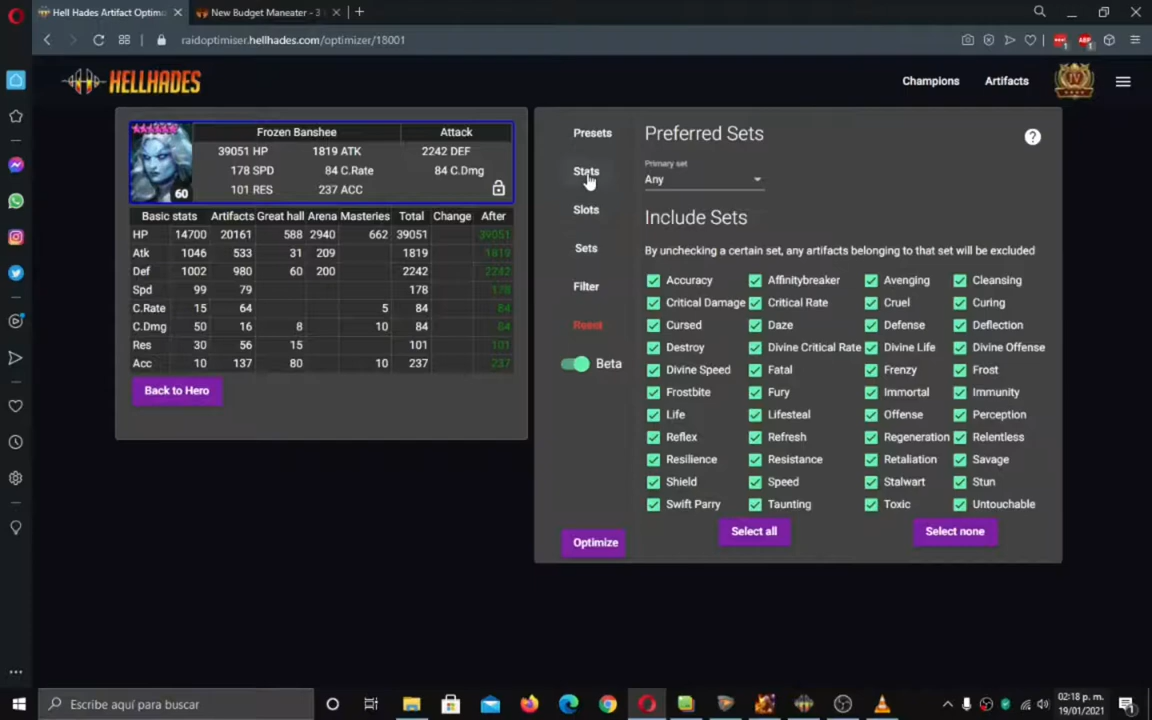 Hell Hades Artifact Optimi
New Budget Maneater - 3
raidoptimiser.hellhades.com/optimizer/18001
HELLHADES
Champions
Artifacts
IV
Frozen Banshee
Attack
39051 HP
1819 ATK
2242 DEF
178 SPD
84 C.Rate
84 C.Dmg
101 RES
237 ACC
60
Basic stats Artifacts Great hall Arena Masteries Total Change After
HP 14700 20161 588 2940 662 39051 39051
Atk 1046 533 31 209 1819 1819
Def 1002 980 60 200 2242 2242
Spd 99 79 178 178
C.Rate 15 64 5 84 84
C.Dmg 50 16 8 10 84 84
Res 30 56 15 101 101
Acc 10 137 80 10 237 237
Back to Hero
Presets
Stats
Slots
Sets
Filter
Reset
Beta
Optimize
Preferred Sets
?
Primary set
Any
Include Sets
By unchecking a certain set, any artifacts belonging to that set will be excluded
Accuracy Affinitybreaker Avenging Cleansing
Critical Damage Critical Rate Cruel Curing
Cursed Daze Defense Deflection
Destroy Divine Critical Rate Divine Life Divine Offense
Divine Speed Fatal Frenzy Frost
Frostbite Fury Immortal Immunity
Life Lifesteal Offense Perception
Reflex Refresh Regeneration Relentless
Resilience Resistance Retaliation Savage
Shield Speed Stalwart Stun
Swift Parry Taunting Toxic Untouchable
Select all
Select none
Escribe aquí para buscar
02:18 p. m.
19/01/2021